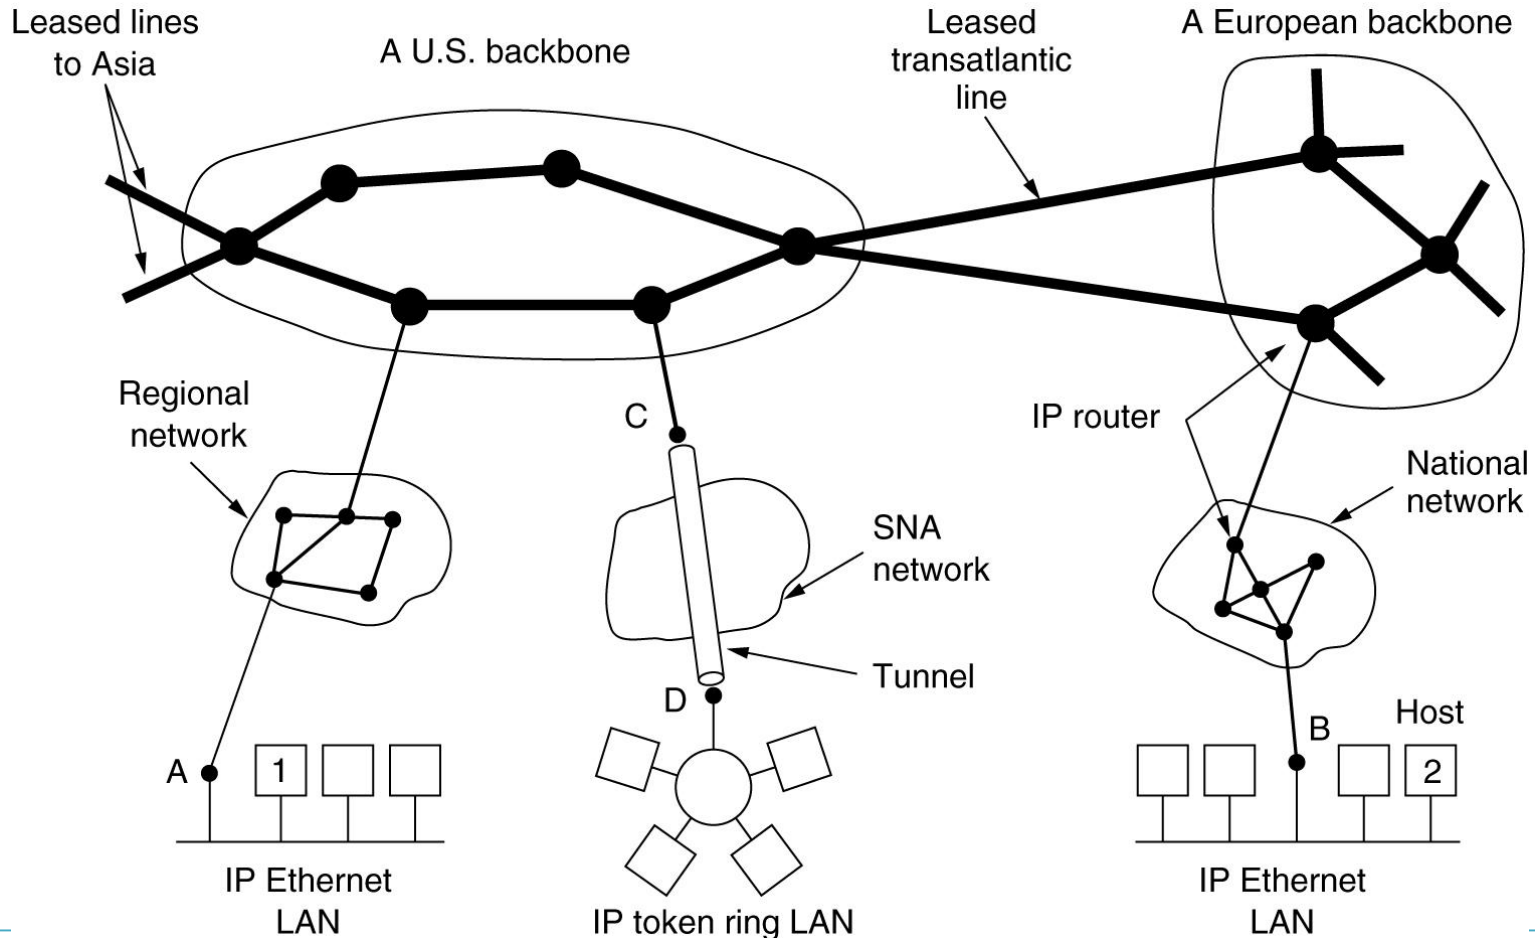 Leased lines
to Asia
A U.S. backbone
Leased
transatlantic
line
A European backbone
Regional
network
C
IP router
National
network
SNA
network
Tunnel
D
A
1
B
Host
2
IP Ethernet
LAN
IP token ring LAN
IP Ethernet
LAN